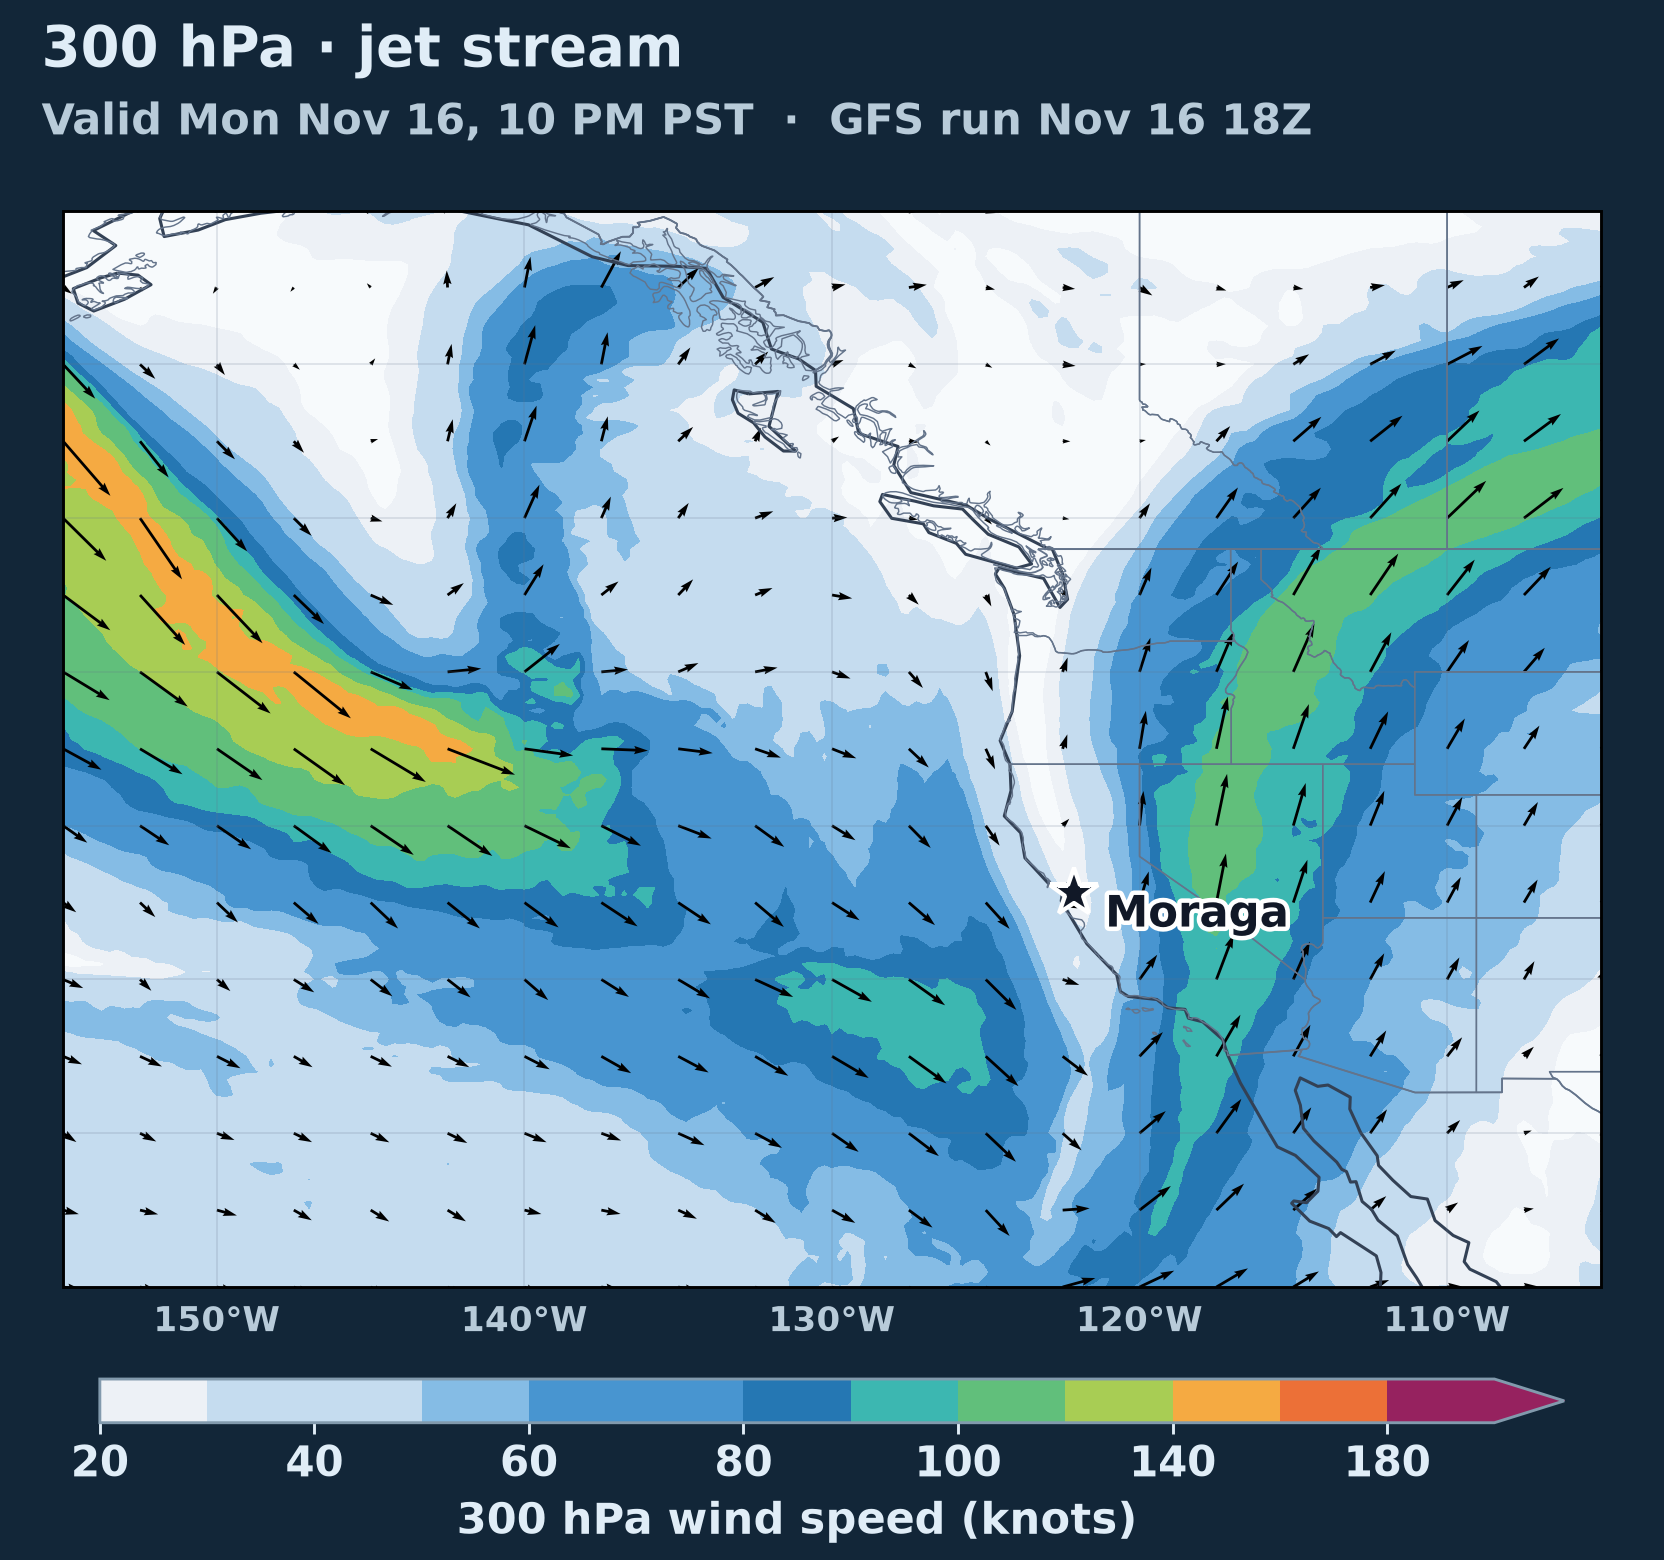 300 hPa · jet stream
Valid Mon Nov 16, 10 PM PST · GFS run Nov 16 18Z
Moraga
150°W 140°W 130°W 120°W 110°W
20 40 60 80 100 140 180
300 hPa wind speed (knots)